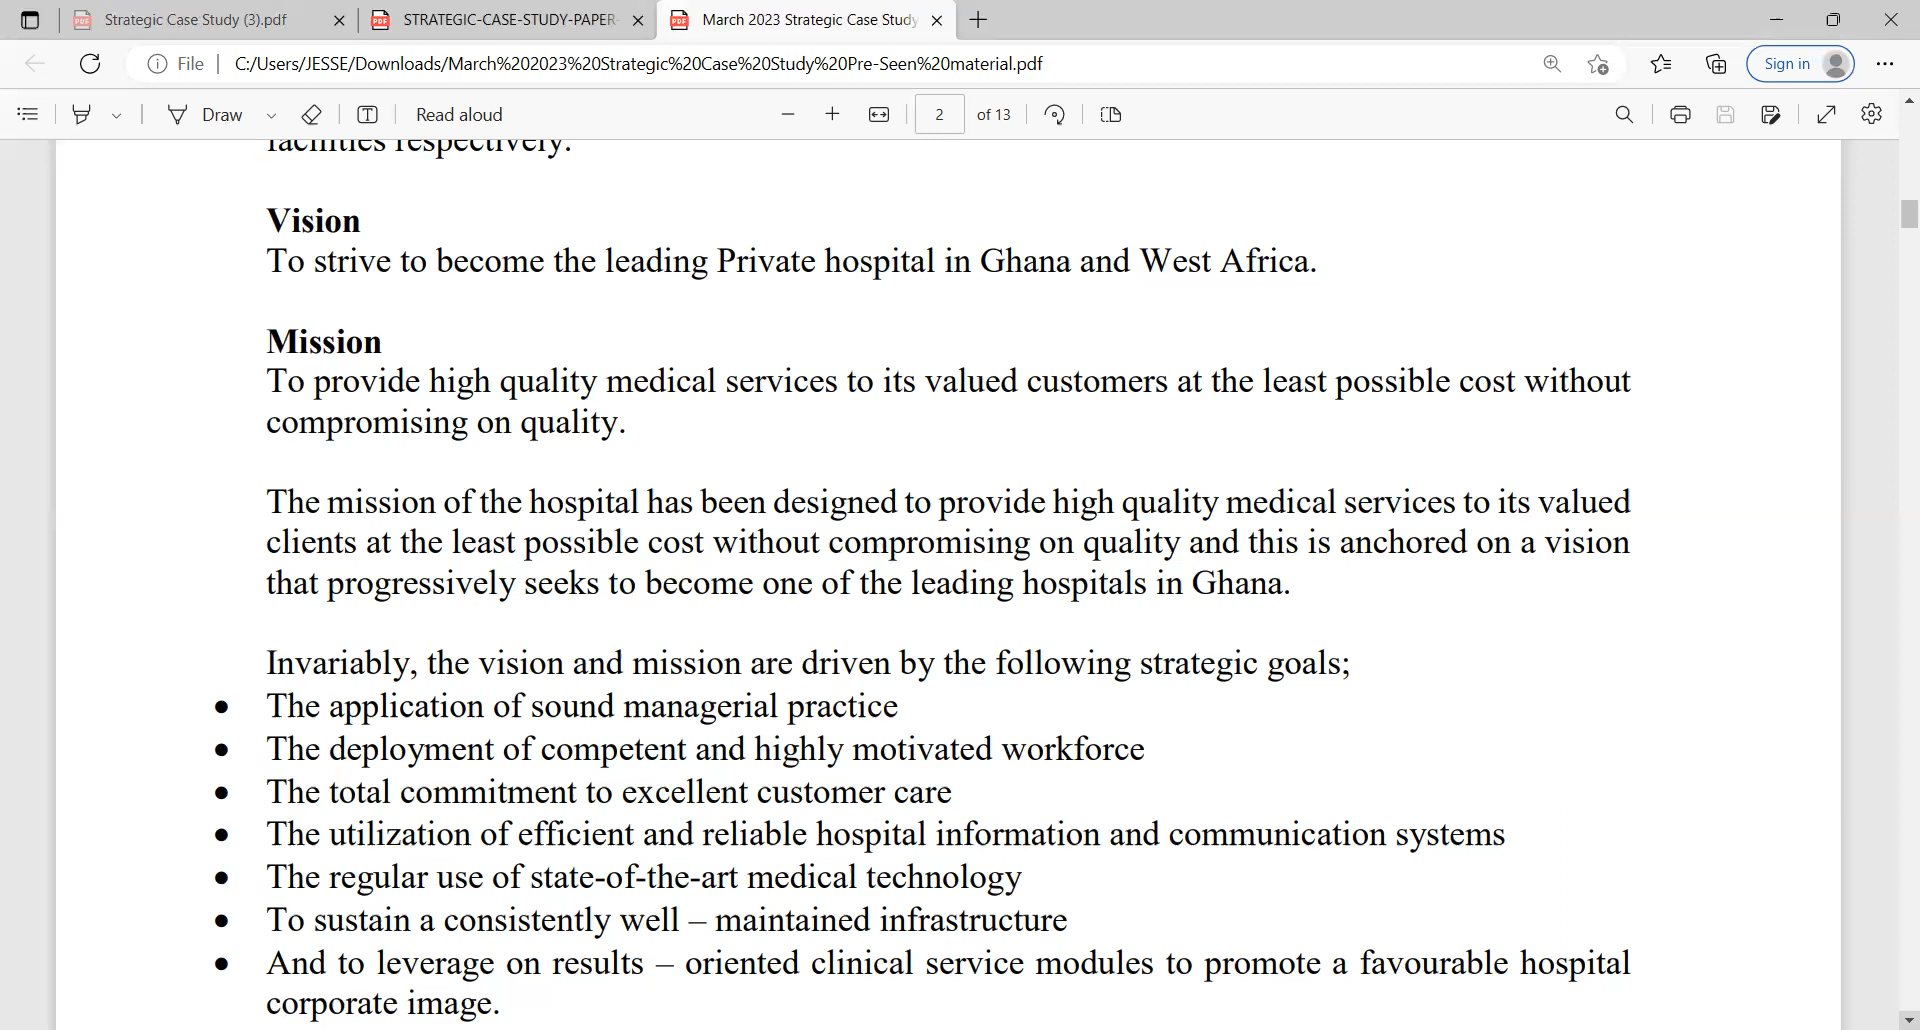 Strategic Case Study (3).pdf
STRATEGIC-CASE-STUDY-PAPER-
March 2023 Strategic Case Study
File
C:/Users/JESSE/Downloads/March%202023%20Strategic%20Case%20Study%20Pre-Seen%20material.pdf
Sign in
Draw
Read aloud
2 of 13
facilities respectively.
Vision
To strive to become the leading Private hospital in Ghana and West Africa.
Mission
To provide high quality medical services to its valued customers at the least possible cost without
compromising on quality.
The mission of the hospital has been designed to provide high quality medical services to its valued
clients at the least possible cost without compromising on quality and this is anchored on a vision
that progressively seeks to become one of the leading hospitals in Ghana.
Invariably, the vision and mission are driven by the following strategic goals;
• The application of sound managerial practice
• The deployment of competent and highly motivated workforce
• The total commitment to excellent customer care
• The utilization of efficient and reliable hospital information and communication systems
• The regular use of state-of-the-art medical technology
• To sustain a consistently well – maintained infrastructure
• And to leverage on results – oriented clinical service modules to promote a favourable hospital
corporate image.